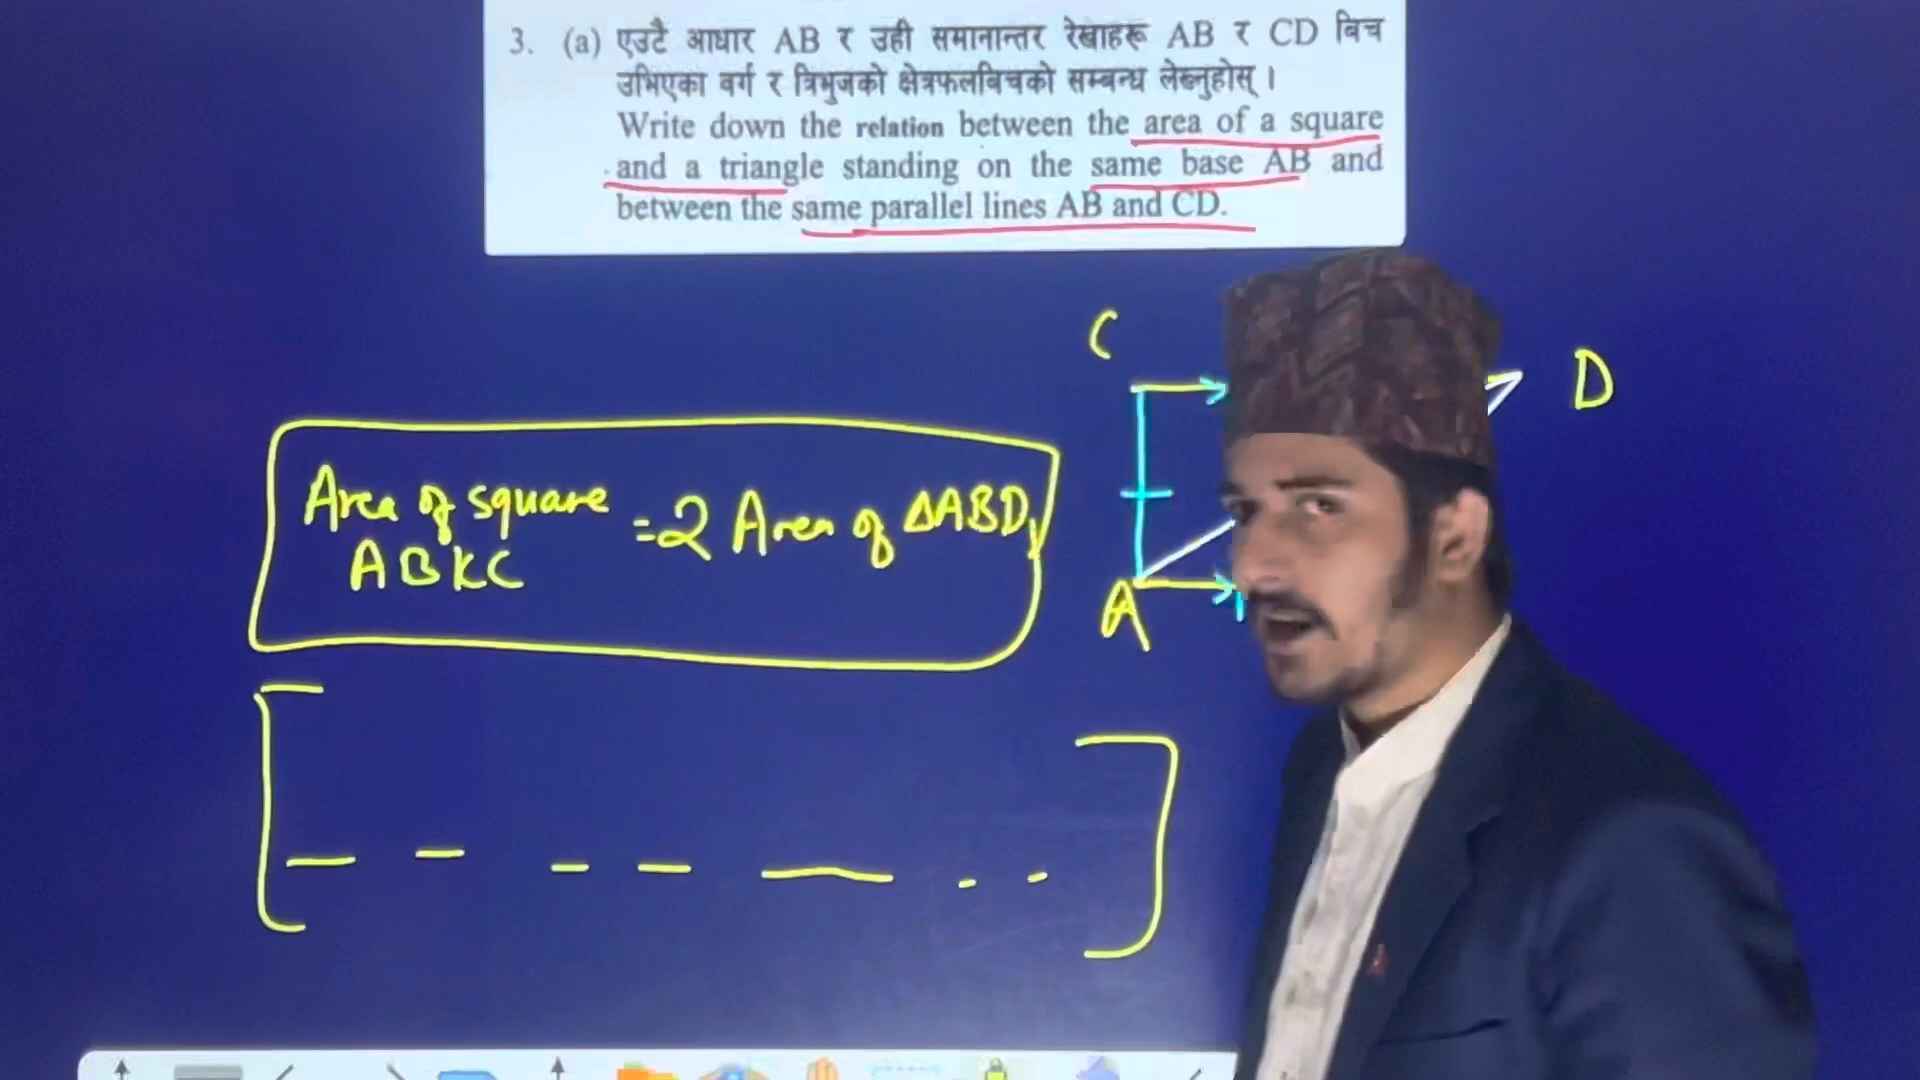 3. (a) एउटै आधार AB र उही समानान्तर रेखाहरू AB र CD बिच
उभिएका वर्ग र त्रिभुजको क्षेत्रफलबिचको सम्बन्ध लेख्नुहोस् ।
Write down the relation between the area of a square
and a triangle standing on the same base AB and
between the same parallel lines AB and CD.
C
D
Area of square
ABKC
=2 Area of ΔABD
A